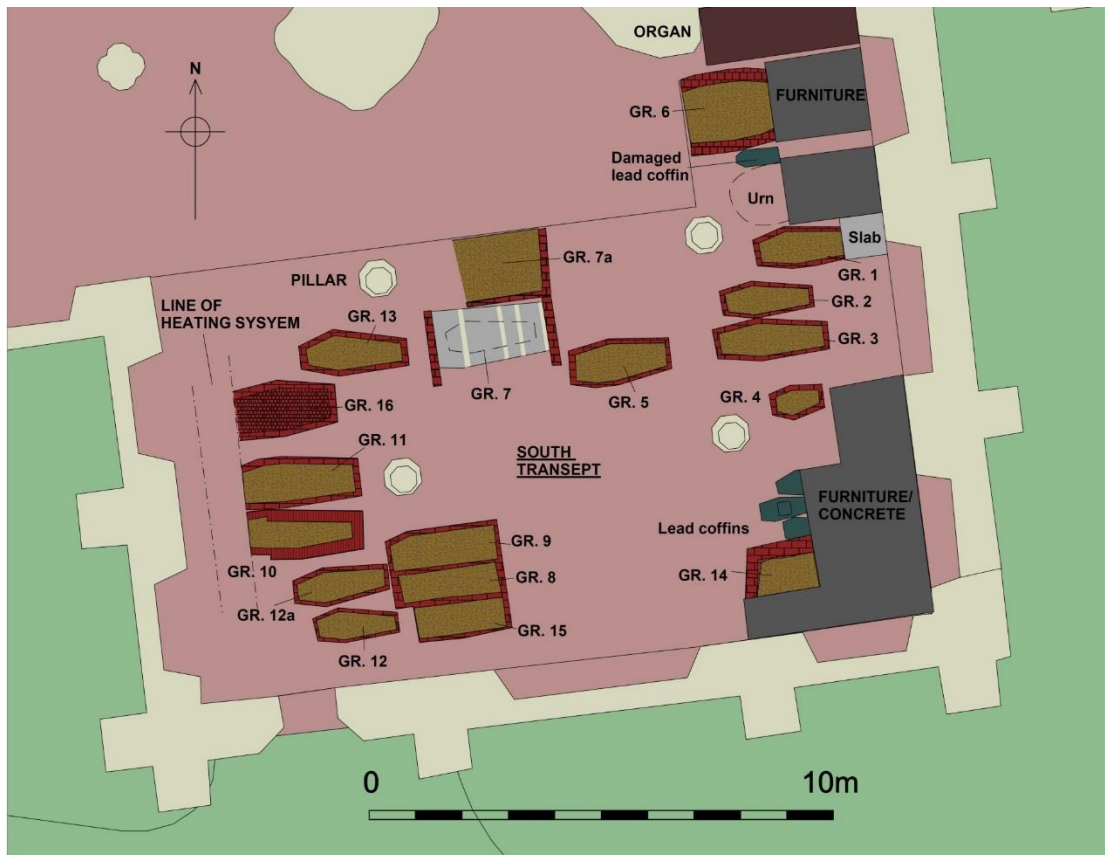 ORGAN
N
FURNITURE
GR. 6
Damaged
lead coffin
Urn
Slab
GR. 1
GR. 7a
PILLAR
GR. 2
LINE OF
HEATING SYSYEM
GR. 13
GR. 3
GR. 7
GR. 5
GR. 4
GR. 16
GR. 11
SOUTH
TRANSEPT
FURNITURE/
CONCRETE
Lead coffins
GR. 9
GR. 10
GR. 8
GR. 14
GR. 12a
GR. 15
GR. 12
0
10m